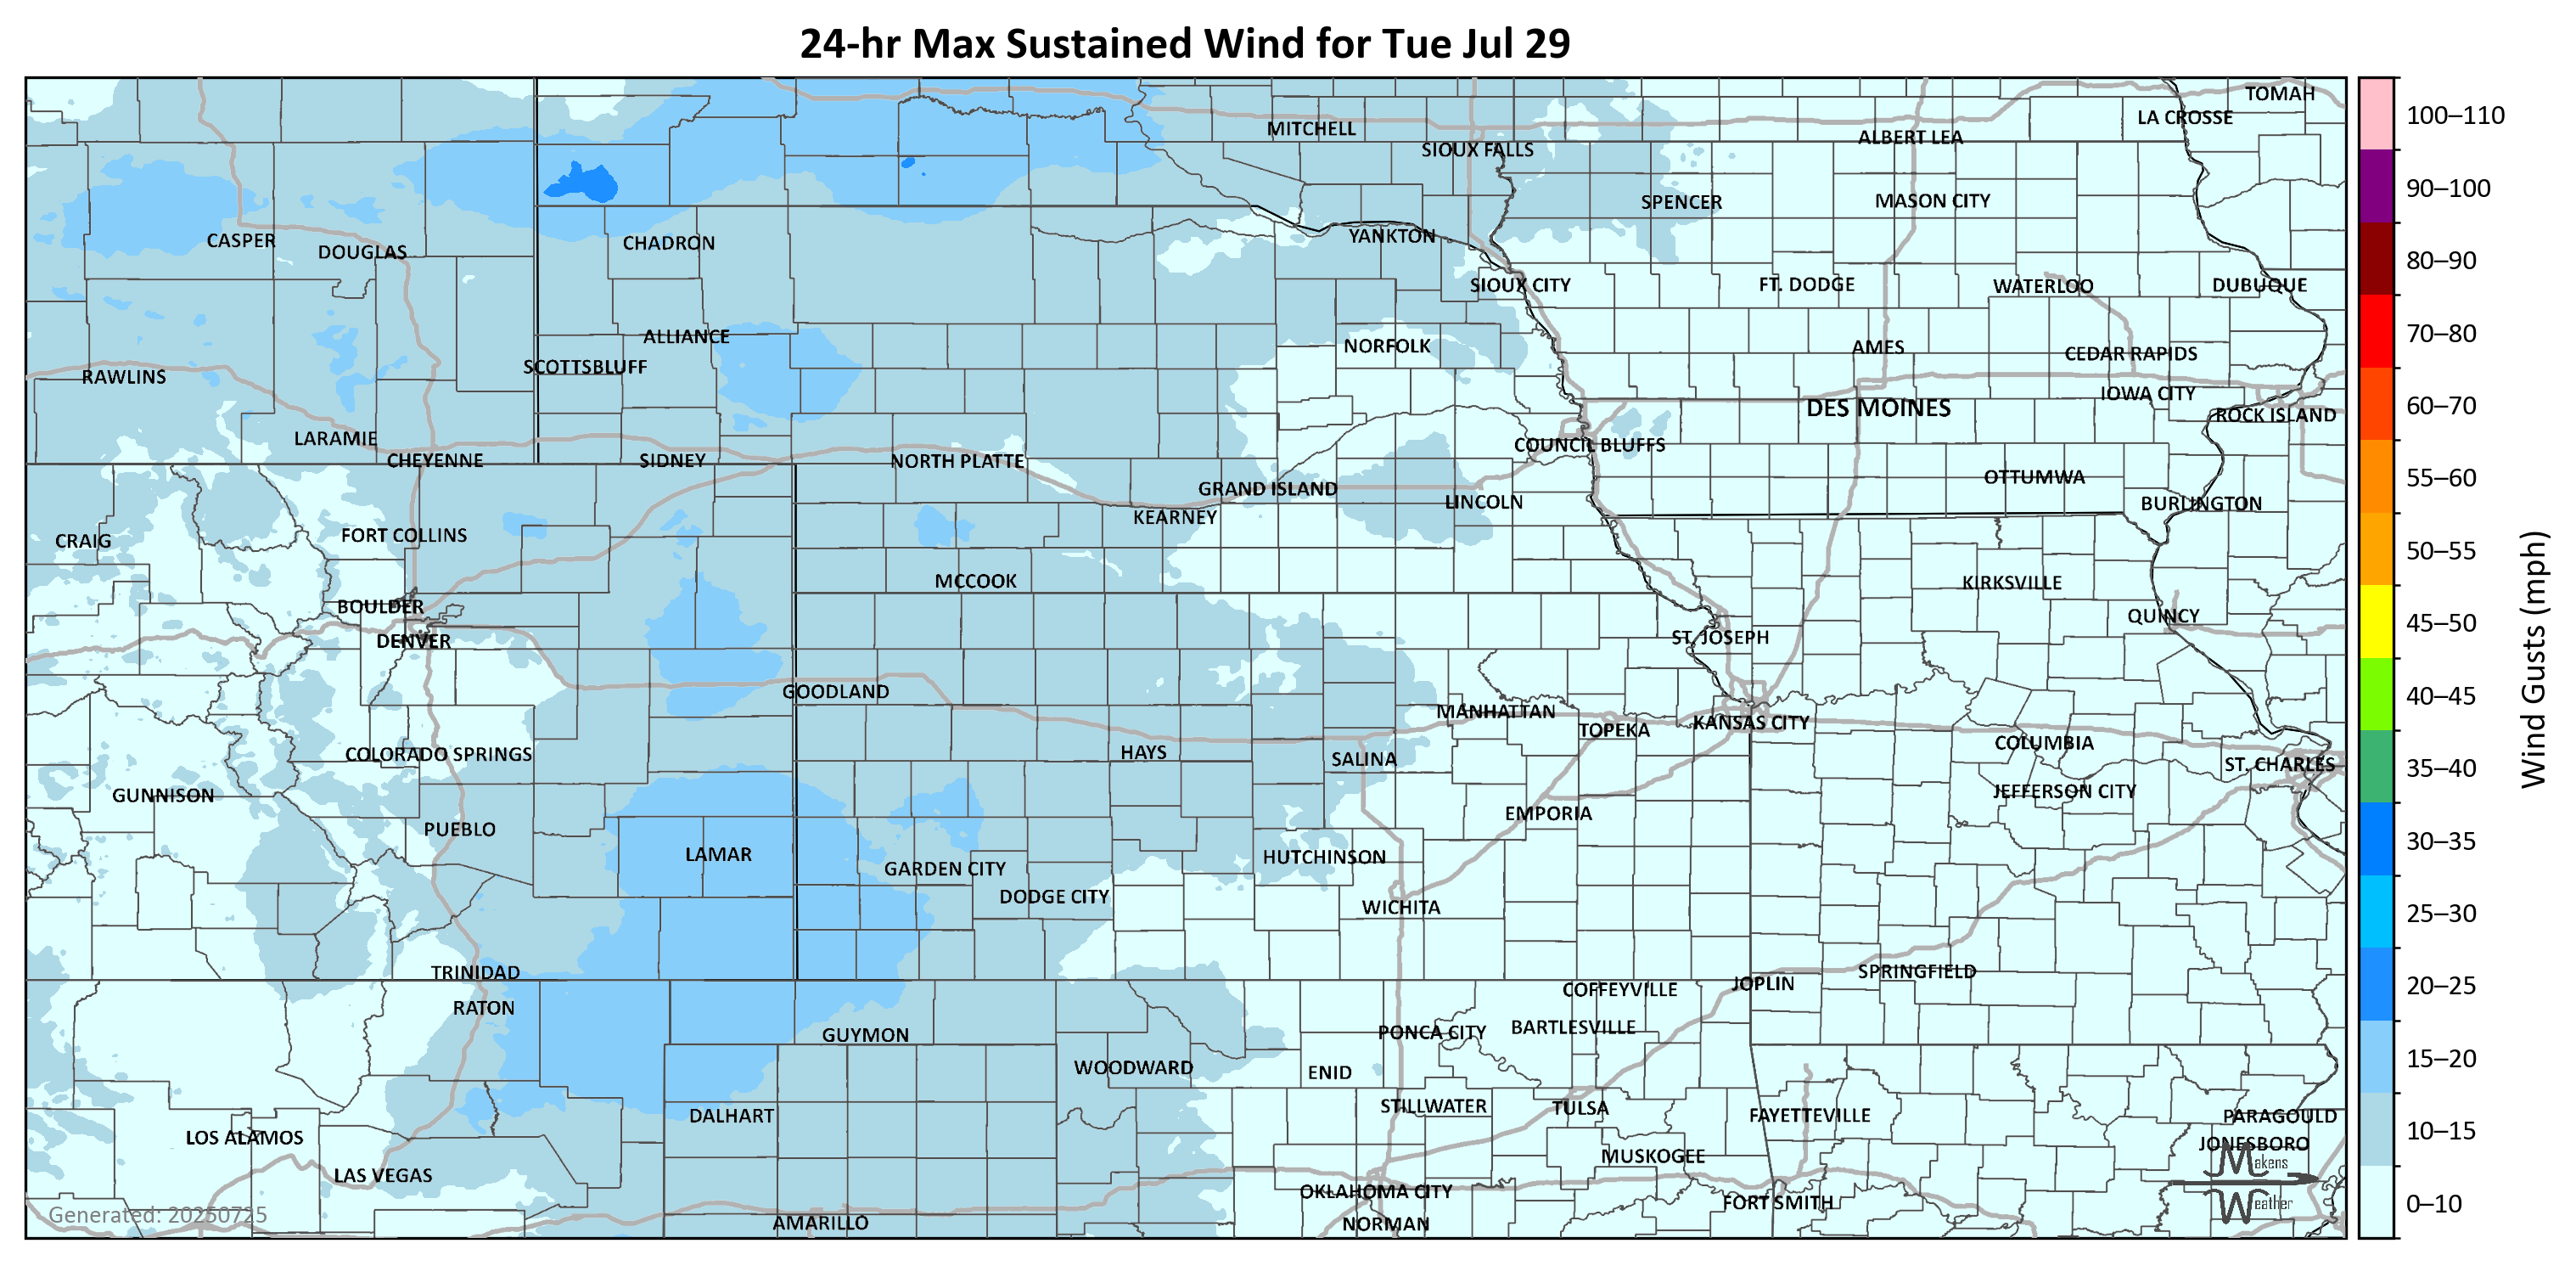 24-hr Max Sustained Wind for Tue Jul 29
TOMAH
LA CROSSE
MITCHELL
ALBERT LEA
SIOUX FALLS
SPENCER
MASON CITY
CASPER
DOUGLAS
CHADRON
YANKTON
SIOUX CITY
FT. DODGE
WATERLOO
DUBUQUE
ALLIANCE
NORFOLK
AMES
CEDAR RAPIDS
SCOTTSBLUFF
RAWLINS
IOWA CITY
DES MOINES
ROCK ISLAND
LARAMIE
COUNCIL BLUFFS
CHEYENNE
SIDNEY
NORTH PLATTE
OTTUMWA
GRAND ISLAND
LINCOLN
BURLINGTON
KEARNEY
CRAIG
FORT COLLINS
MCCOOK
KIRKSVILLE
BOULDER
QUINCY
DENVER
ST. JOSEPH
GOODLAND
MANHATTAN
TOPEKA
KANSAS CITY
COLUMBIA
COLORADO SPRINGS
HAYS
SALINA
ST. CHARLES
GUNNISON
JEFFERSON CITY
PUEBLO
EMPORIA
LAMAR
HUTCHINSON
GARDEN CITY
DODGE CITY
WICHITA
TRINIDAD
SPRINGFIELD
JOPLIN
COFFEYVILLE
RATON
GUYMON
PONCA CITY
BARTLESVILLE
WOODWARD
ENID
STILLWATER
TULSA
DALHART
FAYETTEVILLE
PARAGOULD
LOS ALAMOS
JONESBORO
MUSKOGEE
LAS VEGAS
OKLAHOMA CITY
FORT SMITH
AMARILLO
NORMAN
Generated: 20250725
Makens
Weather
100–110
90–100
80–90
70–80
60–70
55–60
50–55
45–50
40–45
35–40
30–35
25–30
20–25
15–20
10–15
0–10
Wind Gusts (mph)